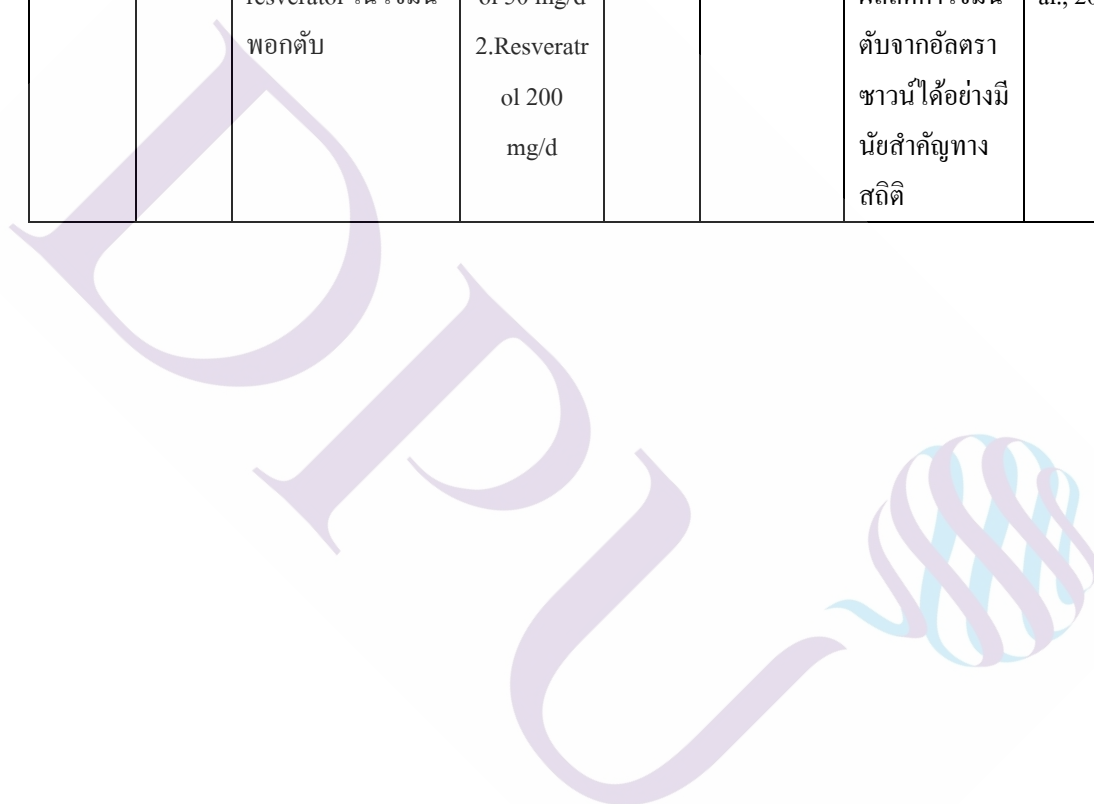 พอกตับ
2.Resveratr
ol 200
mg/d
ตับจากอัลตรา
ซาวน์ได้อย่างมี
นัยสำคัญทาง
สถิติ
DPU